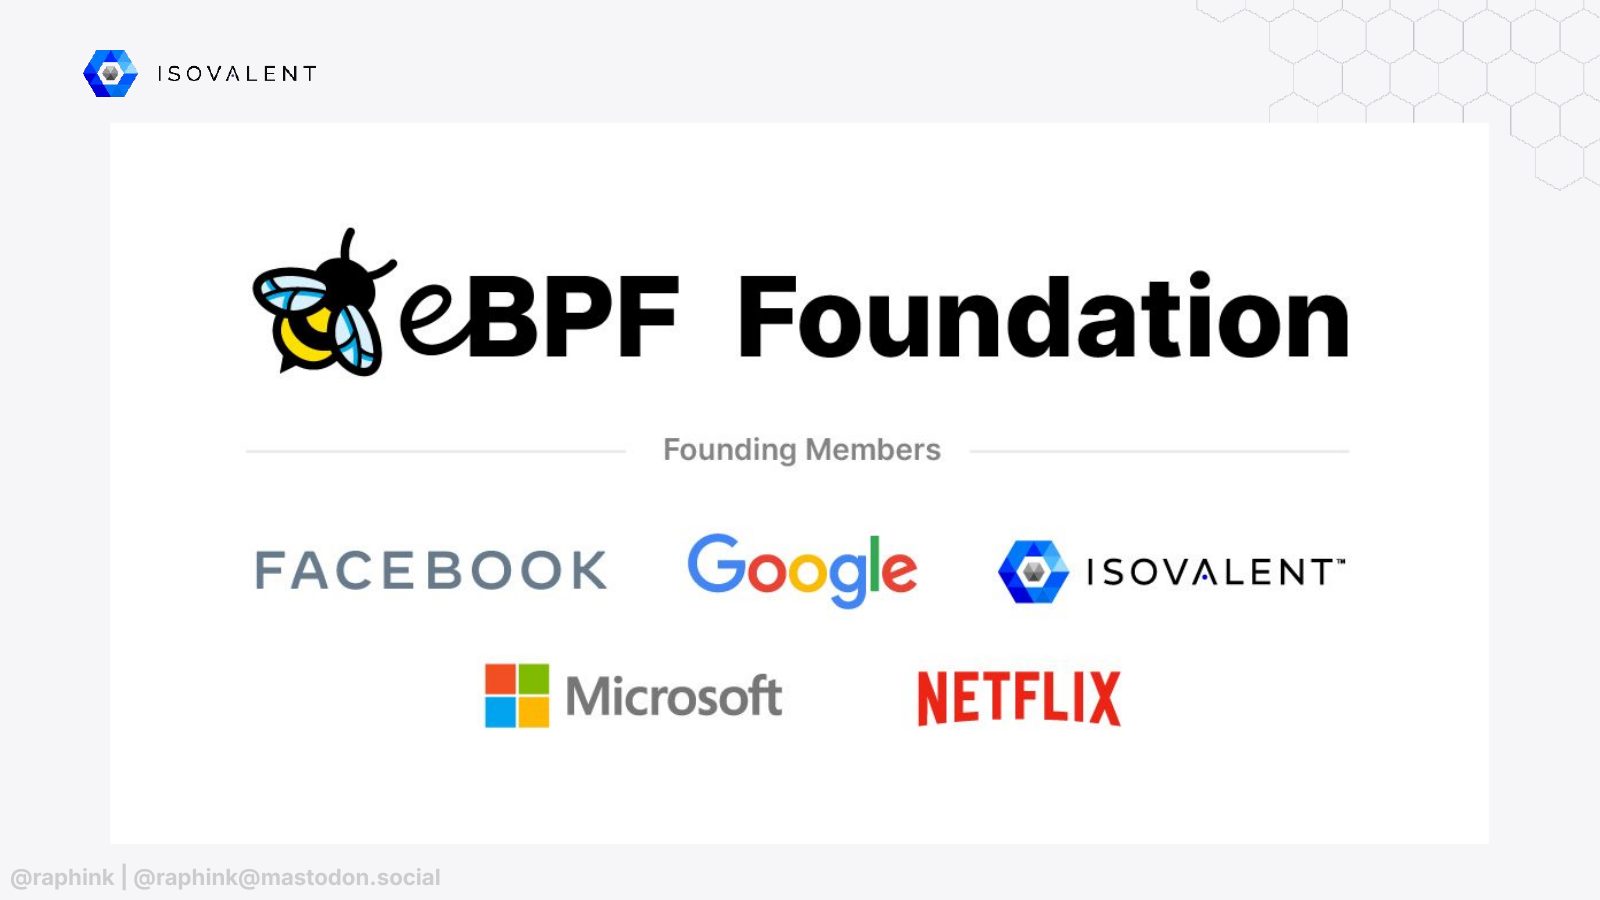 ISOVALENT
eBPF Foundation
Founding Members
FACEBOOK Google ISOVALENT™
Microsoft NETFLIX
@raphink | @raphink@mastodon.social